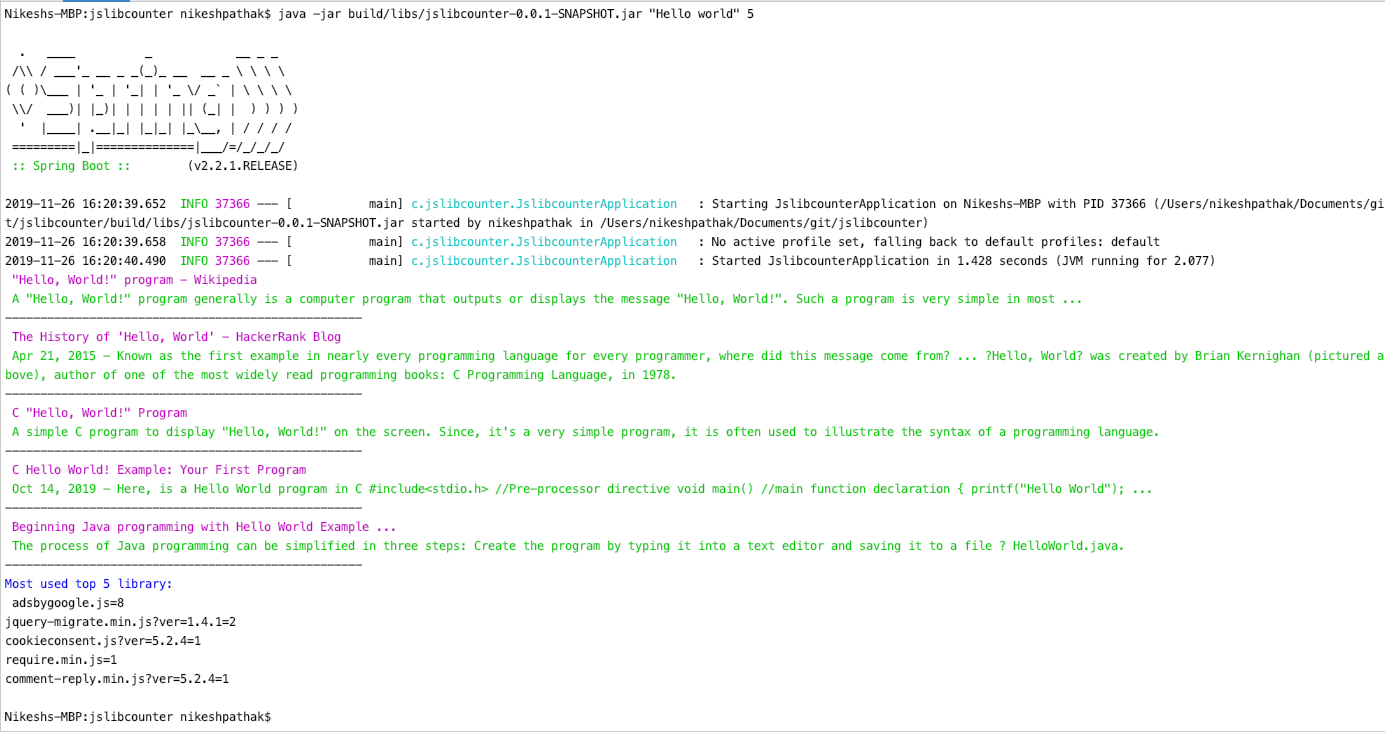 Nikeshs-MBP:jslibcounter nikeshpathak$ java -jar build/libs/jslibcounter-0.0.1-SNAPSHOT.jar "Hello world" 5
  .   ____          _            __ _ _
 /\\ / ___'_ __ _ _(_)_ __  __ _ \ \ \ \
( ( )\___ | '_ | '_| | '_ \/ _` | \ \ \ \
 \\/  ___)| |_)| | | | | || (_| |  ) ) ) )
  '  |____| .__|_| |_|_| |_\__, | / / / /
 =========|_|==============|___/=/_/_/_/
 :: Spring Boot ::        (v2.2.1.RELEASE)
2019-11-26 16:20:39.652  INFO 37366 --- [           main] c.jslibcounter.JslibcounterApplication   : Starting JslibcounterApplication on Nikeshs-MBP with PID 37366 (/Users/nikeshpathak/Documents/gi
t/jslibcounter/build/libs/jslibcounter-0.0.1-SNAPSHOT.jar started by nikeshpathak in /Users/nikeshpathak/Documents/git/jslibcounter)
2019-11-26 16:20:39.658  INFO 37366 --- [           main] c.jslibcounter.JslibcounterApplication   : No active profile set, falling back to default profiles: default
2019-11-26 16:20:40.490  INFO 37366 --- [           main] c.jslibcounter.JslibcounterApplication   : Started JslibcounterApplication in 1.428 seconds (JVM running for 2.077)
 "Hello, World!" program - Wikipedia
 A "Hello, World!" program generally is a computer program that outputs or displays the message "Hello, World!". Such a program is very simple in most ...
---------------------------------------------------
 The History of 'Hello, World' - HackerRank Blog
 Apr 21, 2015 - Known as the first example in nearly every programming language for every programmer, where did this message come from? ... ?Hello, World? was created by Brian Kernighan (pictured a
bove), author of one of the most widely read programming books: C Programming Language, in 1978.
---------------------------------------------------
 C "Hello, World!" Program
 A simple C program to display "Hello, World!" on the screen. Since, it's a very simple program, it is often used to illustrate the syntax of a programming language.
---------------------------------------------------
 C Hello World! Example: Your First Program
 Oct 14, 2019 - Here, is a Hello World program in C #include<stdio.h> //Pre-processor directive void main() //main function declaration { printf("Hello World"); ...
---------------------------------------------------
 Beginning Java programming with Hello World Example ...
 The process of Java programming can be simplified in three steps: Create the program by typing it into a text editor and saving it to a file ? HelloWorld.java.
---------------------------------------------------
Most used top 5 library:
 adsbygoogle.js=8
jquery-migrate.min.js?ver=1.4.1=2
cookieconsent.js?ver=5.2.4=1
require.min.js=1
comment-reply.min.js?ver=5.2.4=1
Nikeshs-MBP:jslibcounter nikeshpathak$